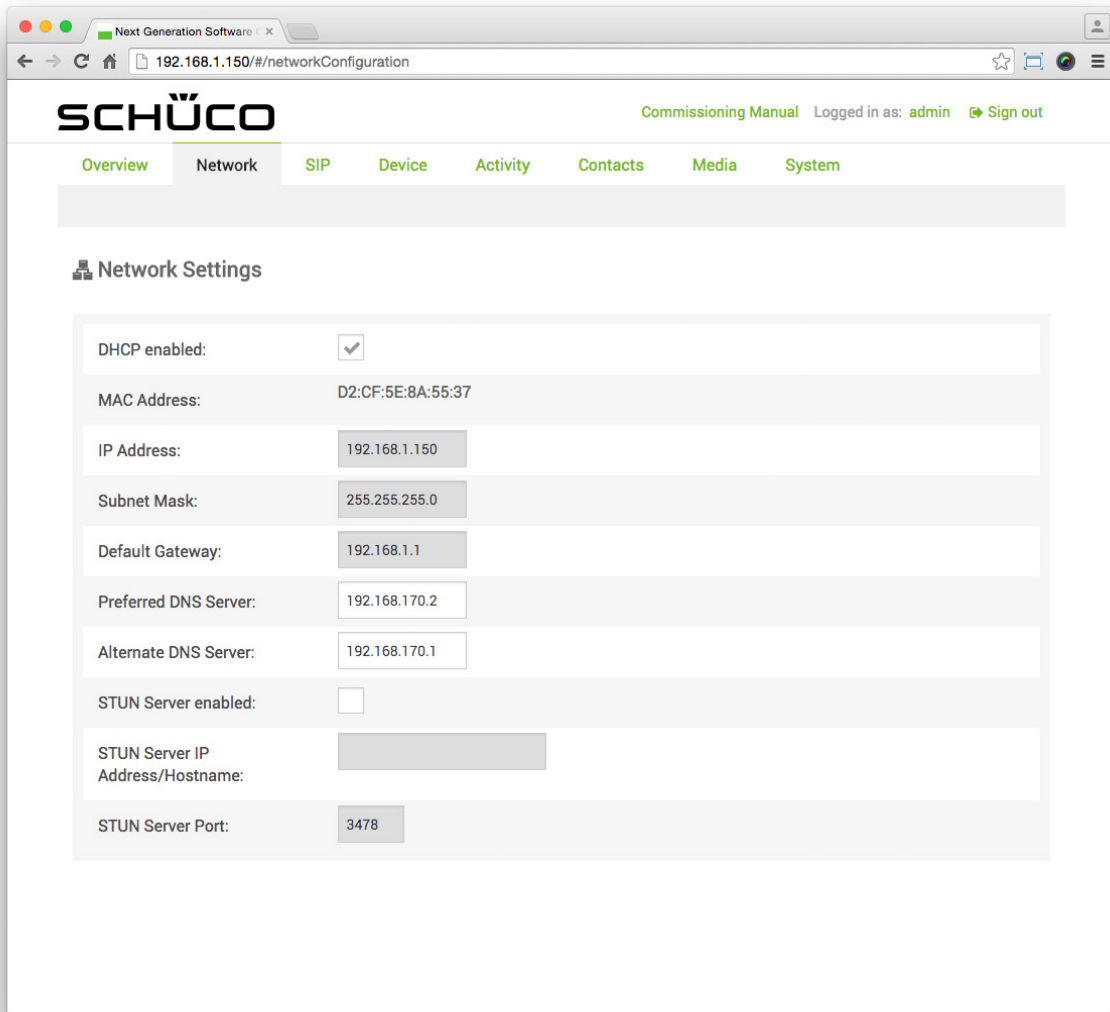 Next Generation Software
192.168.1.150/#/networkConfiguration
SCHÜCO
Commissioning Manual Logged in as: admin Sign out
Overview Network SIP Device Activity Contacts Media System
Network Settings
DHCP enabled:
MAC Address: D2:CF:5E:8A:55:37
IP Address: 192.168.1.150
Subnet Mask: 255.255.255.0
Default Gateway: 192.168.1.1
Preferred DNS Server: 192.168.170.2
Alternate DNS Server: 192.168.170.1
STUN Server enabled:
STUN Server IP
Address/Hostname:
STUN Server Port: 3478